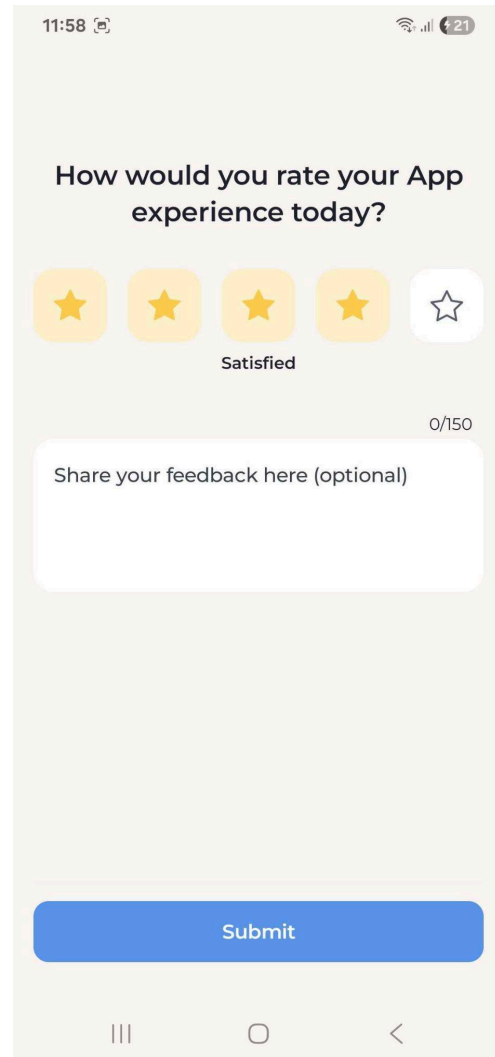 11:58
21
How would you rate your App
experience today?
Satisfied
0/150
Share your feedback here (optional)
Submit